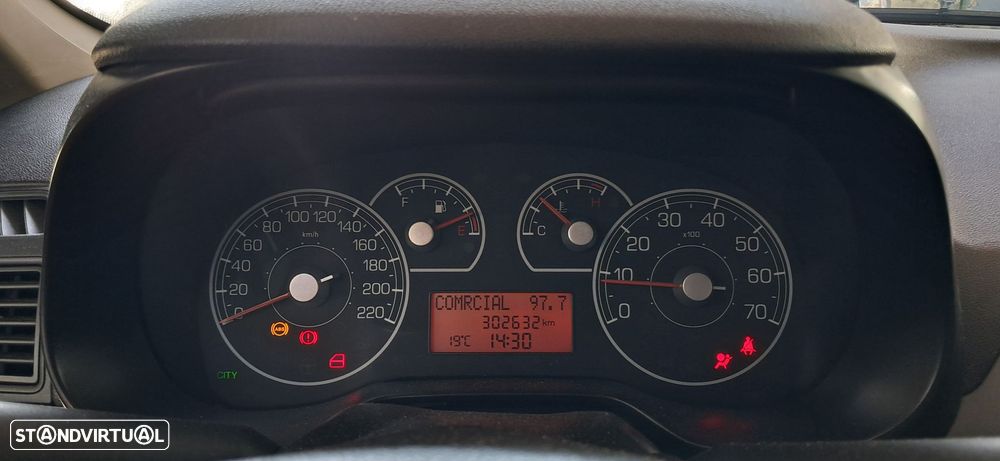 0 20 40 60 80 100 120 140 160 180 200 220
km/h
ABS
CITY
F E
C H
COMRCIAL 97.7
302632 km
19°C 14:30
0 10 20 30 40 50 60 70
x100
STANDVIRTUAL